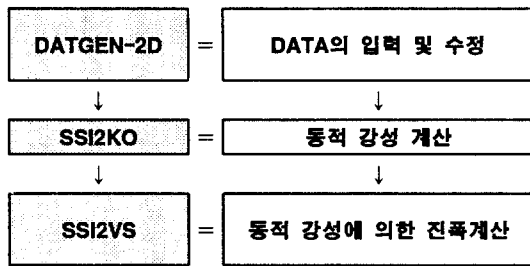 DATGEN-2D = DATA의 입력 및 수정
↓ ↓
SSI2KO = 동적 강성 계산
↓ ↓
SSI2VS = 동적 강성에 의한 진폭계산